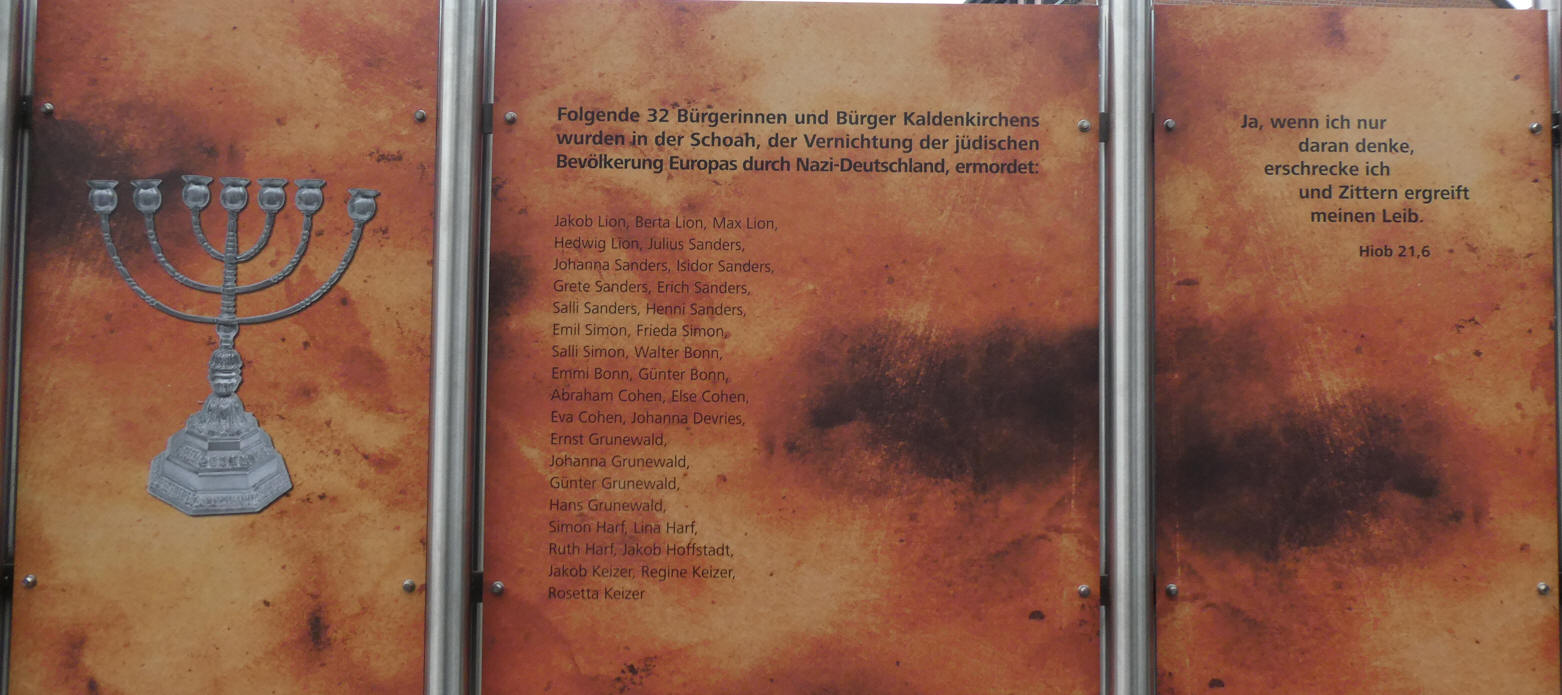 Folgende 32 Bürgerinnen und Bürger Kaldenkirchens
wurden in der Schoah, der Vernichtung der jüdischen
Bevölkerung Europas durch Nazi-Deutschland, ermordet:
Jakob Lion, Berta Lion, Max Lion,
Hedwig Lion, Julius Sanders,
Johanna Sanders, Isidor Sanders,
Grete Sanders, Erich Sanders,
Salli Sanders, Henni Sanders,
Emil Simon, Frieda Simon,
Salli Simon, Walter Bonn,
Emmi Bonn, Günter Bonn,
Abraham Cohen, Else Cohen,
Eva Cohen, Johanna Devries,
Ernst Grunewald,
Johanna Grunewald,
Günter Grunewald,
Hans Grunewald,
Simon Harf, Lina Harf,
Ruth Harf, Jakob Hoffstadt,
Jakob Keizer, Regine Keizer,
Rosetta Keizer
Ja, wenn ich nur
daran denke,
erschrecke ich
und Zittern ergreift
meinen Leib.
Hiob 21,6